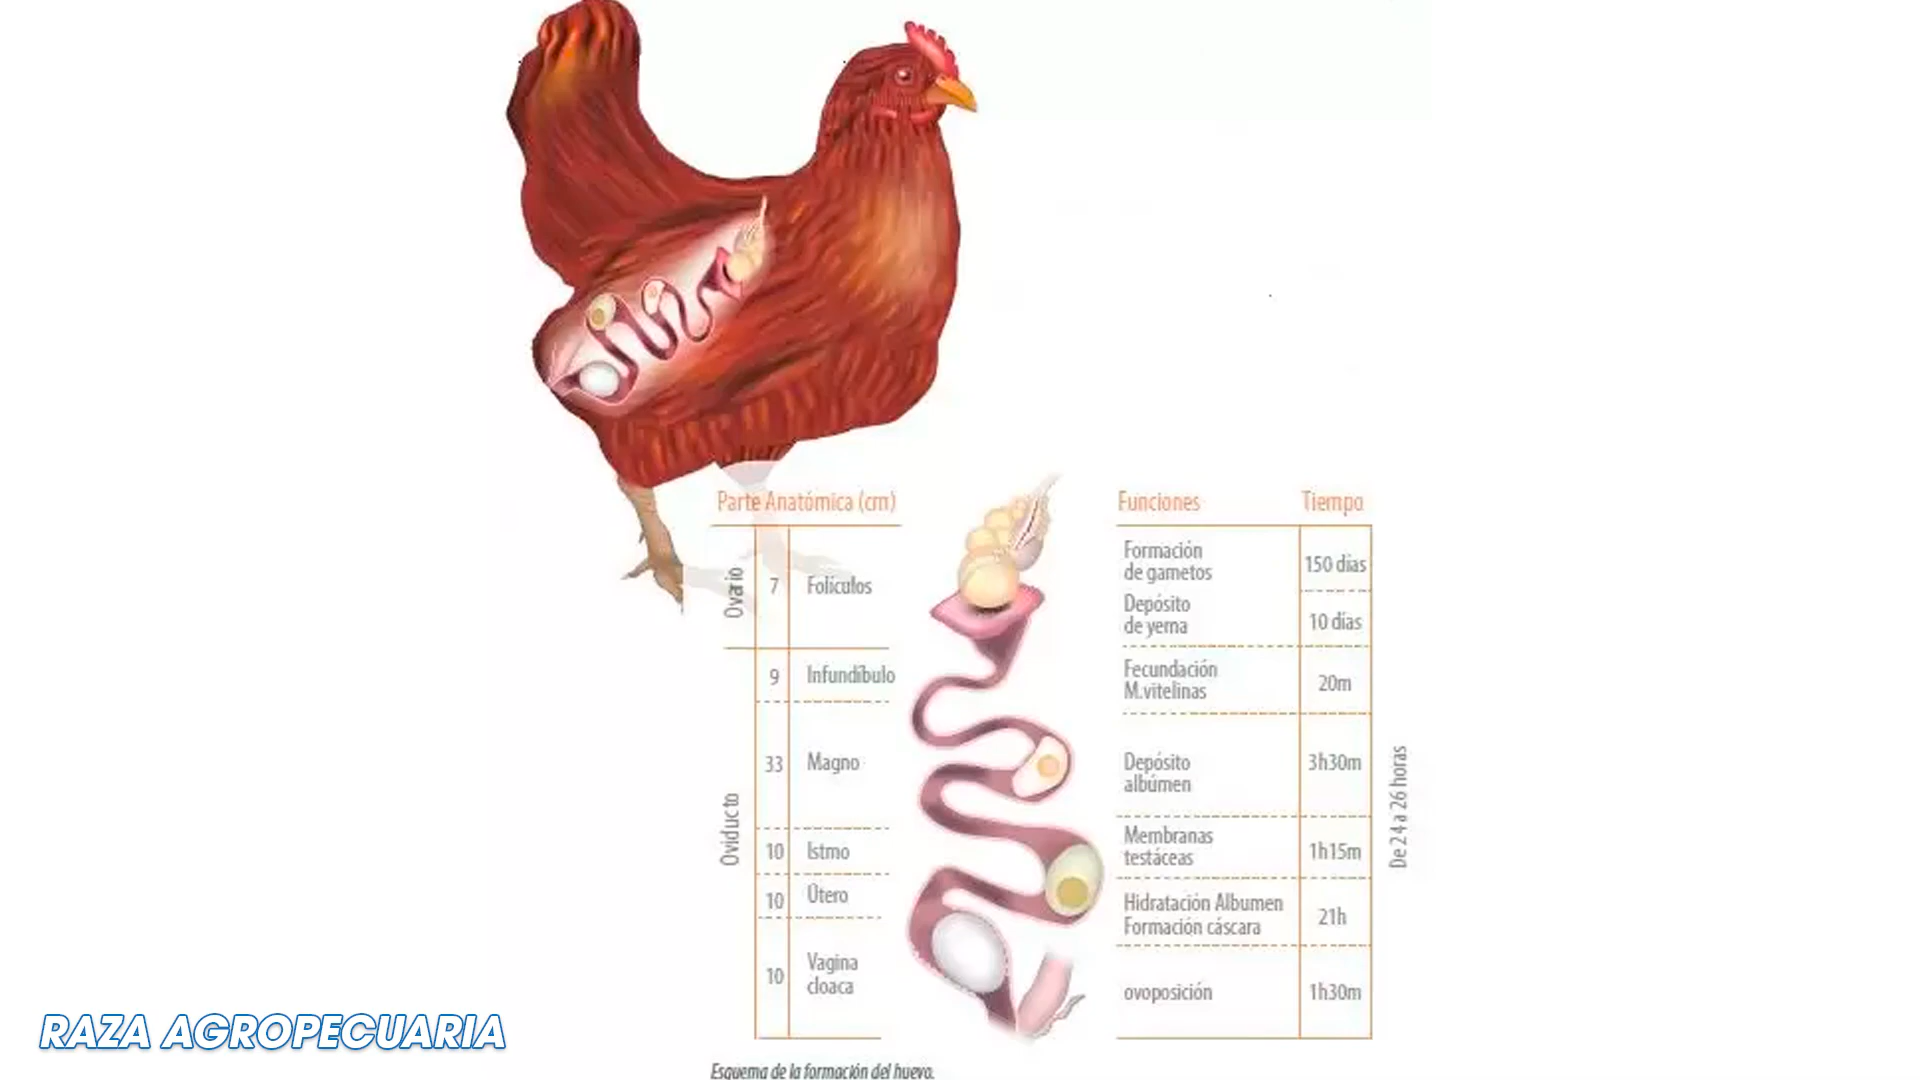 Parte Anatómica (cm)
Funciones
Tiempo
Ovario
7
Folículos
Formación
de gametos
150 días
Depósito
de yema
10 días
Oviducto
9
Infundíbulo
Fecundación
M.vitelinas
20m
33
Magno
Depósito
albúmen
3h30m
10
Istmo
Membranas
testáceas
1h15m
10
Útero
Hidratación Albumen
Formación cáscara
21h
10
Vagina
cloaca
ovoposición
1h30m
De 24 a 26 horas
Esquema de la formación del huevo.
RAZA AGROPECUARIA